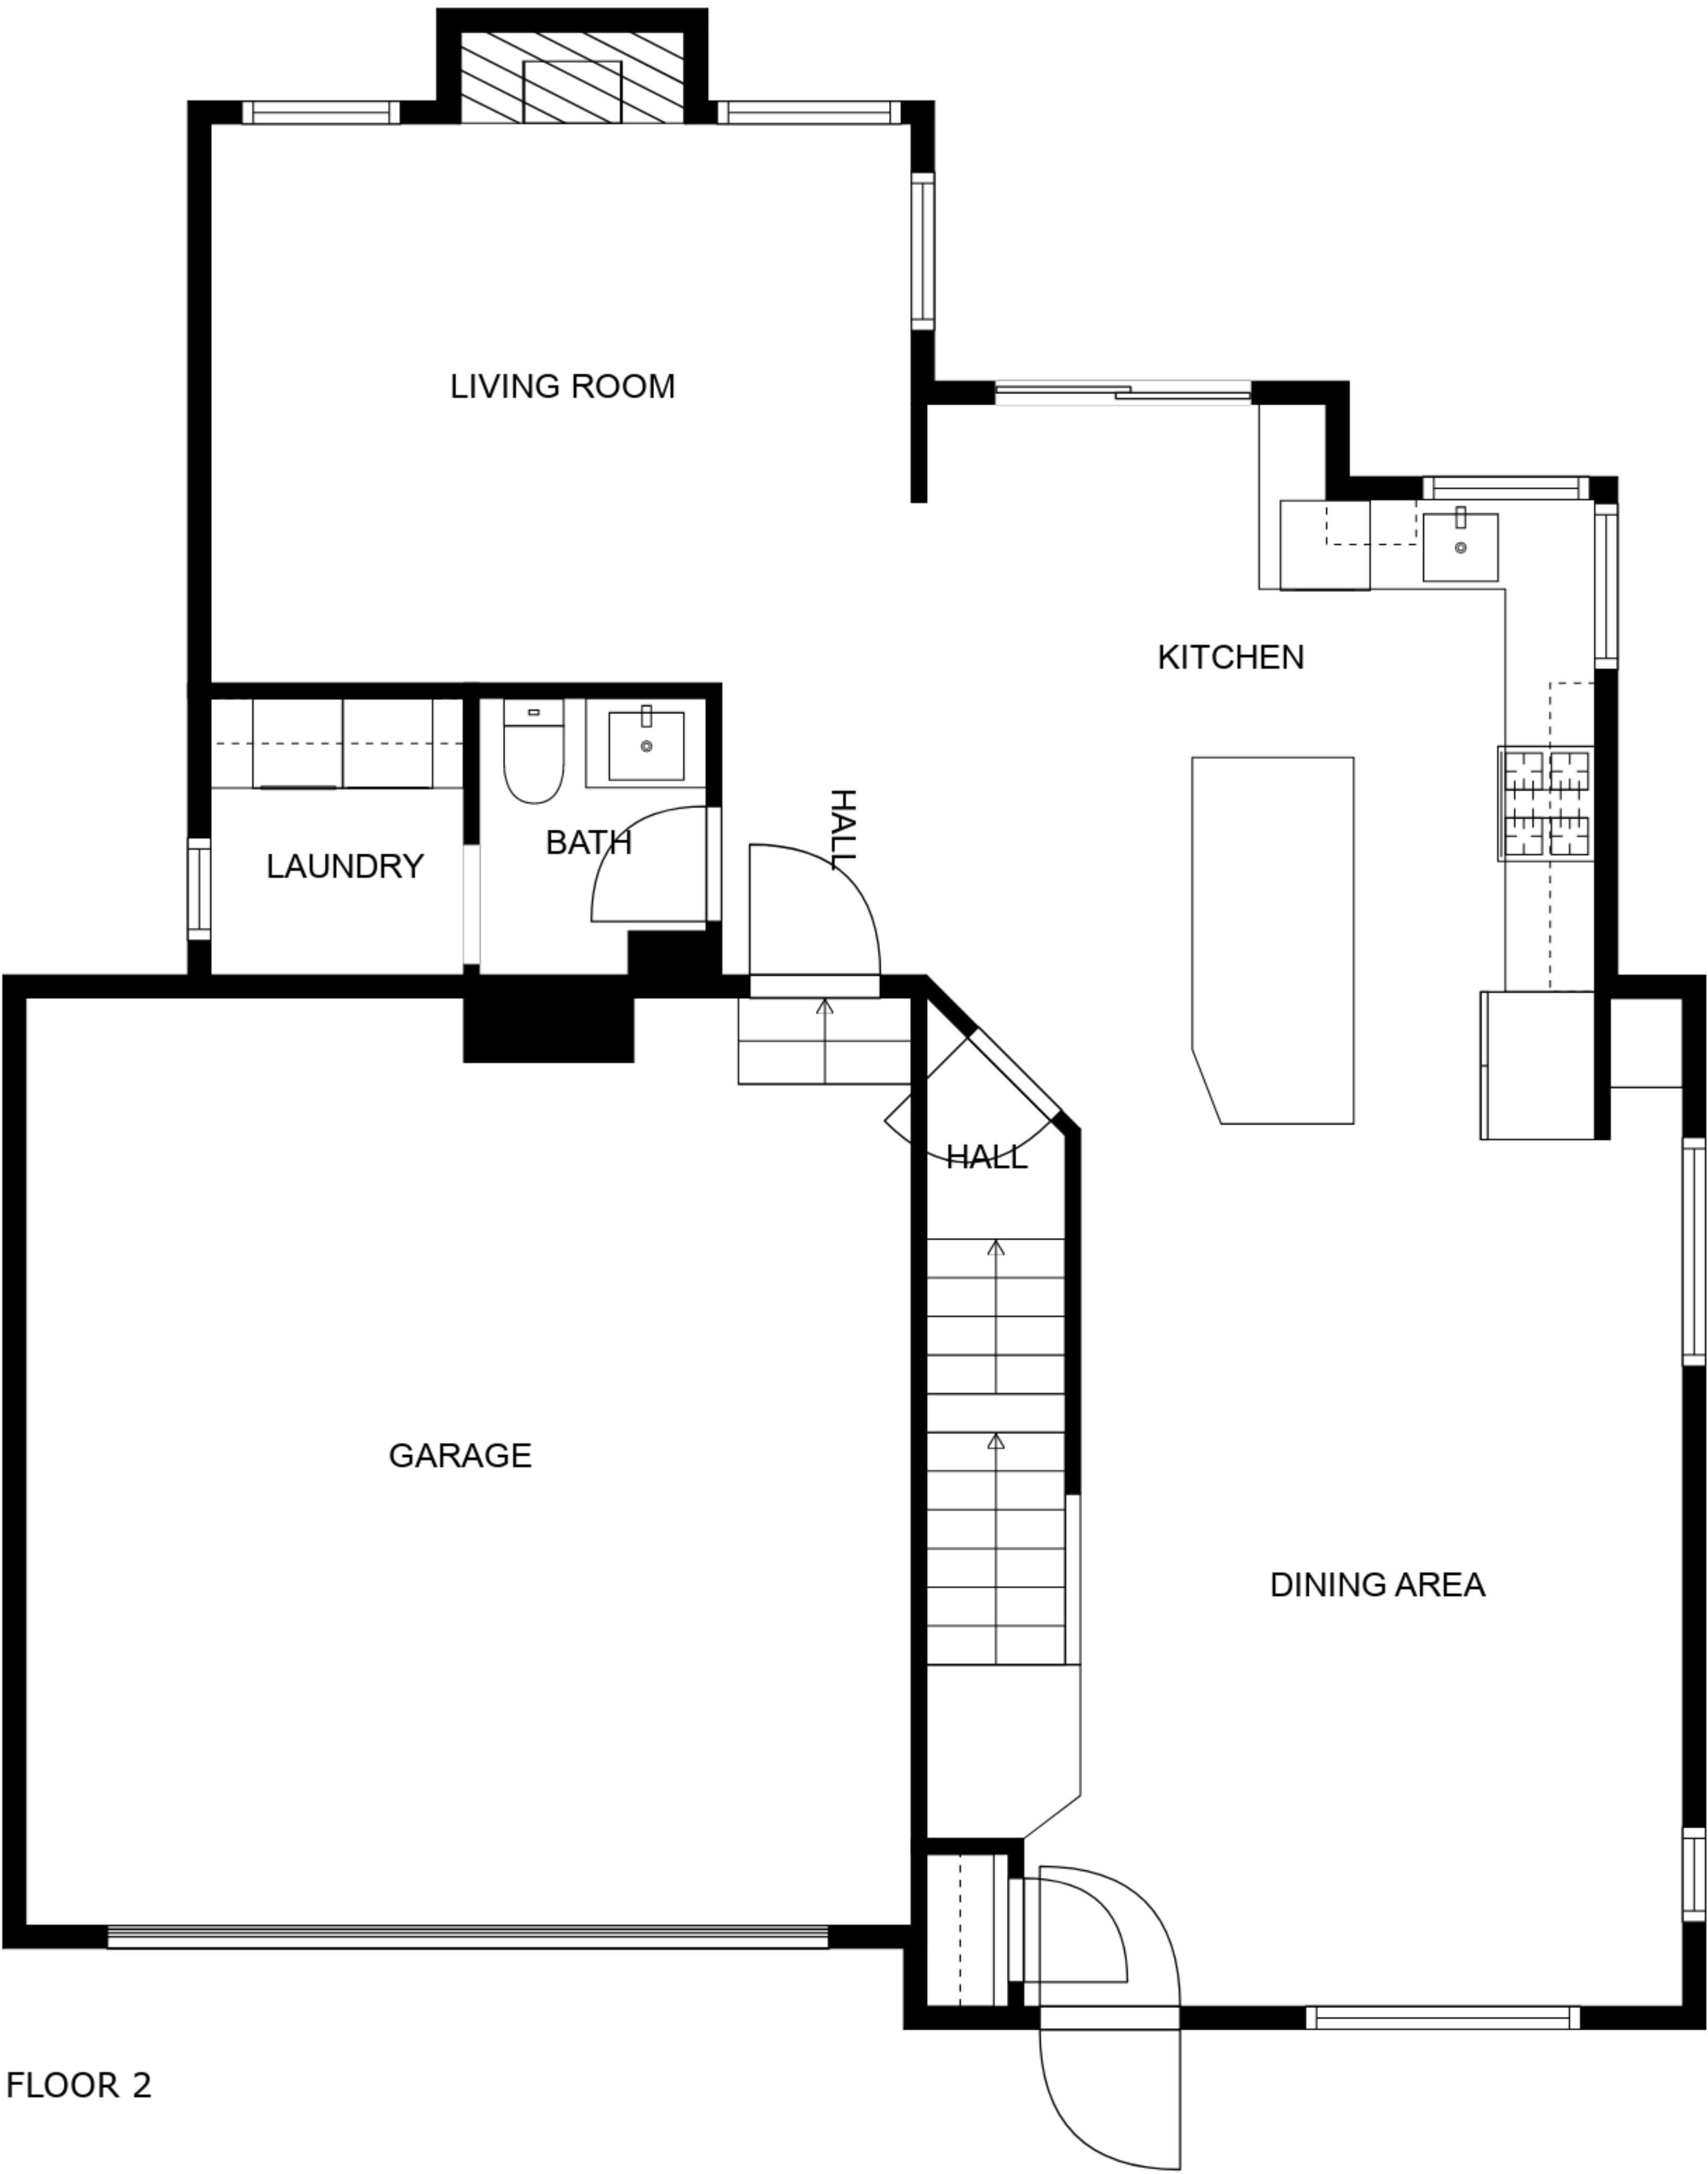 LIVING ROOM
KITCHEN
HALL
BATH
LAUNDRY
HALL
GARAGE
DINING AREA
FLOOR 2